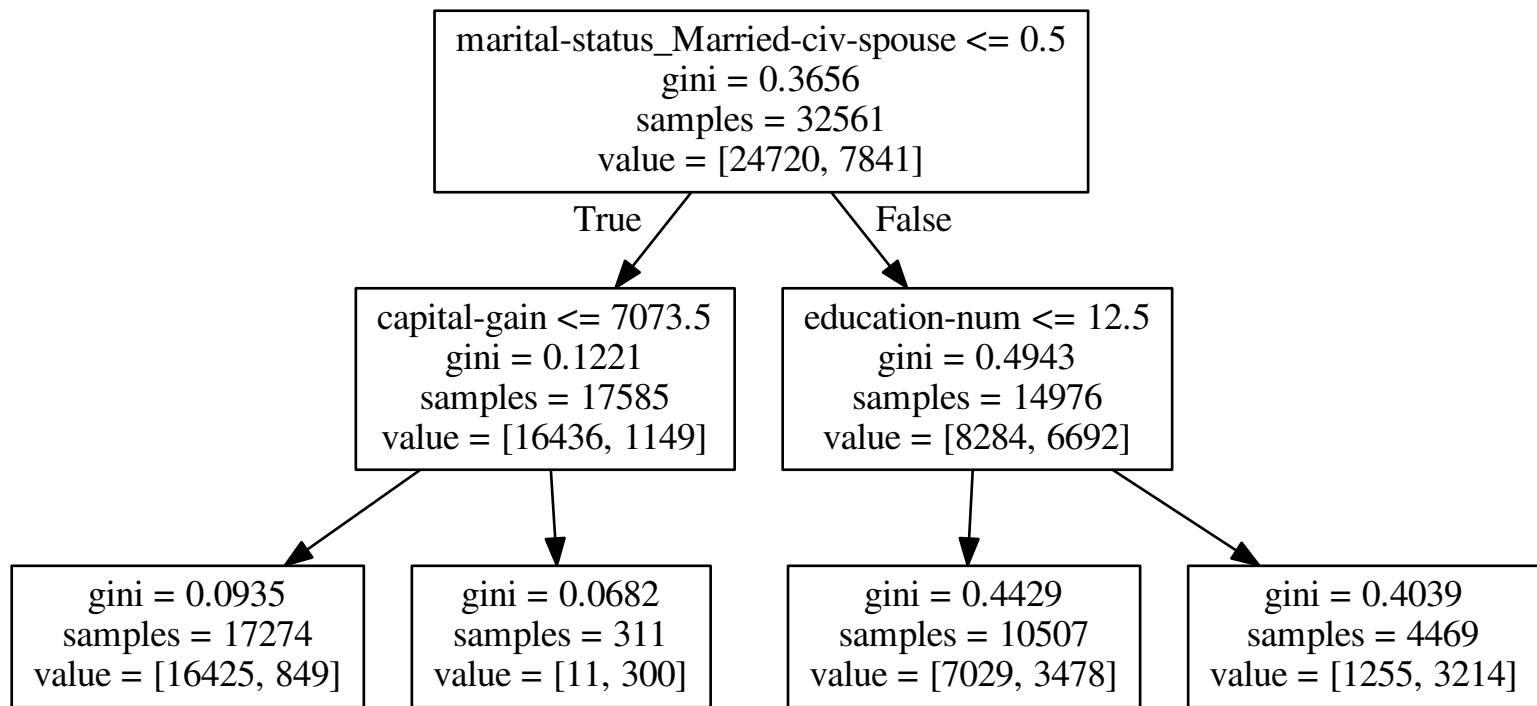 marital-status_Married-civ-spouse <= 0.5
gini = 0.3656
samples = 32561
value = [24720, 7841]
True
False
capital-gain <= 7073.5
gini = 0.1221
samples = 17585
value = [16436, 1149]
education-num <= 12.5
gini = 0.4943
samples = 14976
value = [8284, 6692]
gini = 0.0935
samples = 17274
value = [16425, 849]
gini = 0.0682
samples = 311
value = [11, 300]
gini = 0.4429
samples = 10507
value = [7029, 3478]
gini = 0.4039
samples = 4469
value = [1255, 3214]